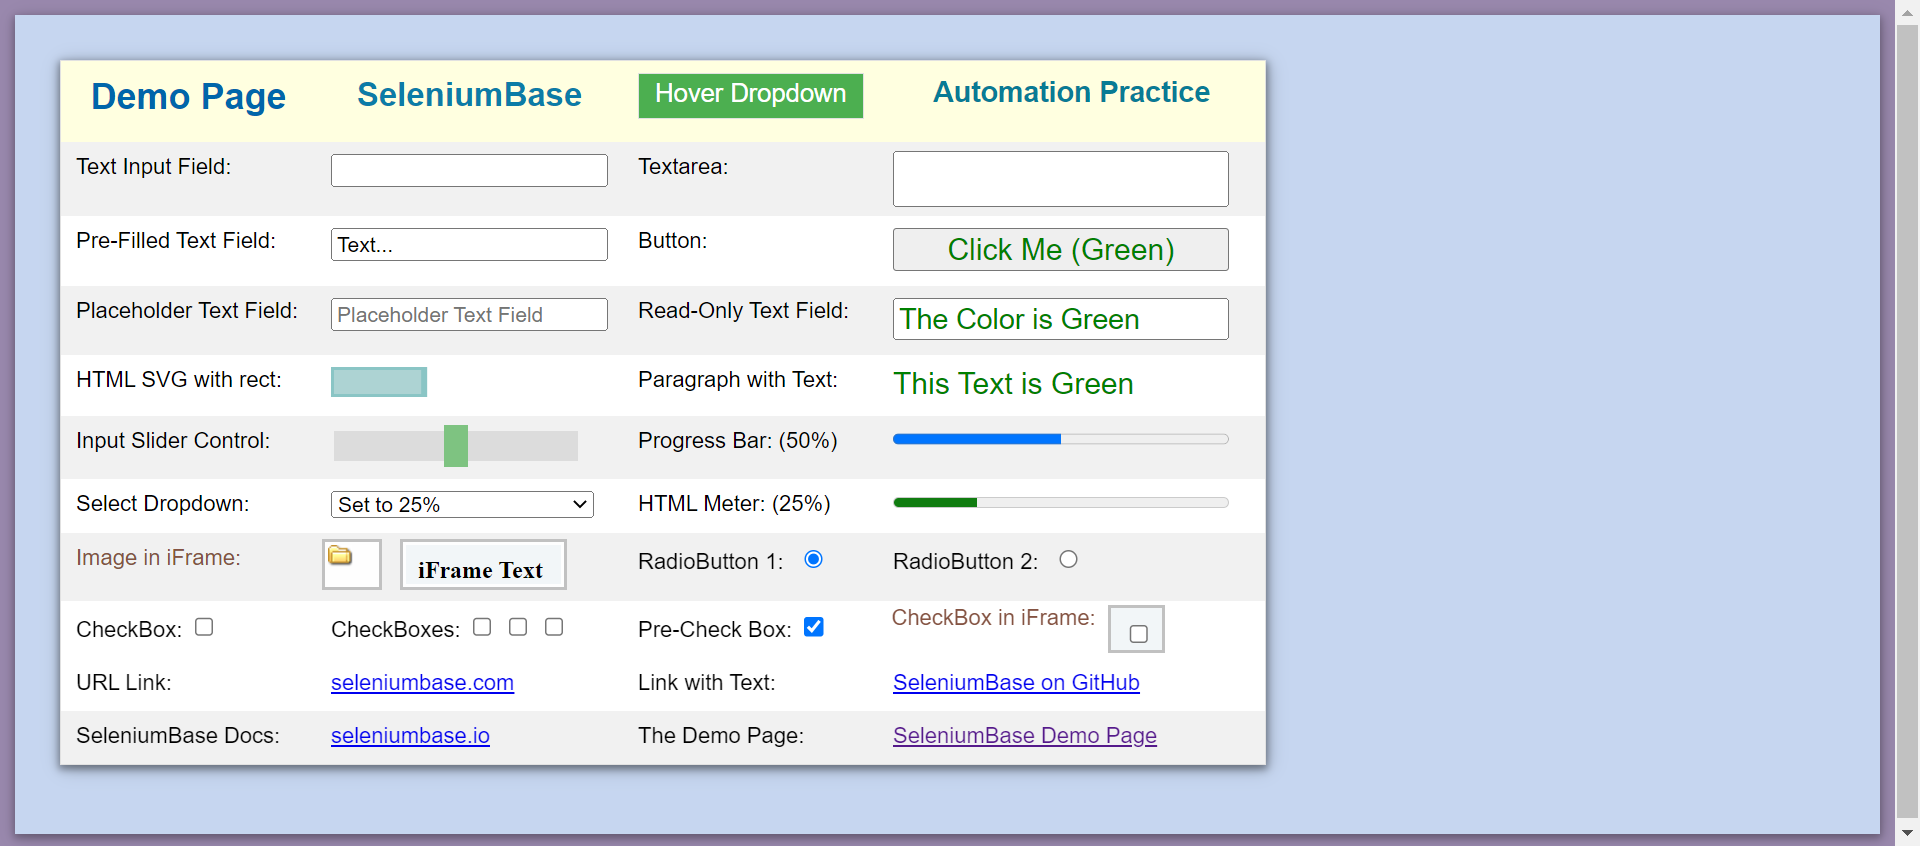 Demo Page SeleniumBase Hover Dropdown Automation Practice
Text Input Field: Textarea:
Pre-Filled Text Field: Text... Button: Click Me (Green)
Placeholder Text Field: Placeholder Text Field Read-Only Text Field: The Color is Green
HTML SVG with rect: Paragraph with Text: This Text is Green
Input Slider Control: Progress Bar: (50%)
Select Dropdown: Set to 25% HTML Meter: (25%)
Image in iFrame: iFrame Text RadioButton 1: RadioButton 2:
CheckBox: CheckBoxes: Pre-Check Box: CheckBox in iFrame:
URL Link: seleniumbase.com Link with Text: SeleniumBase on GitHub
SeleniumBase Docs: seleniumbase.io The Demo Page: SeleniumBase Demo Page